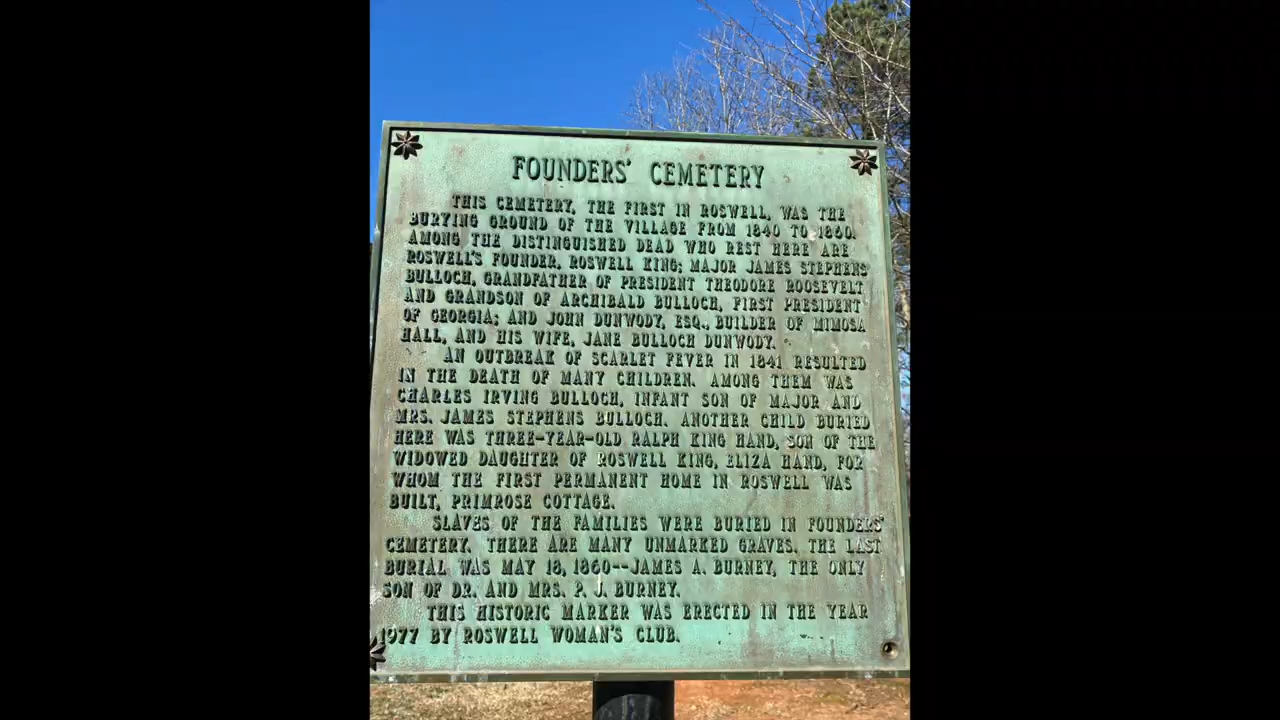 FOUNDERS' CEMETERY
THIS CEMETERY, THE FIRST IN ROSWELL, WAS THE
BURYING GROUND OF THE VILLAGE FROM 1840 TO 1860.
AMONG THE DISTINGUISHED DEAD WHO REST HERE ARE
ROSWELL'S FOUNDER, ROSWELL KING; MAJOR JAMES STEPHENS
BULLOCH, GRANDFATHER OF PRESIDENT THEODORE ROOSEVELT
AND GRANDSON OF ARCHIBALD BULLOCH, FIRST PRESIDENT
OF GEORGIA; AND JOHN DUNWODY, ESQ., BUILDER OF MIMOSA
HALL, AND HIS WIFE, JANE BULLOCH DUNWODY.
AN OUTBREAK OF SCARLET FEVER IN 1841 RESULTED
IN THE DEATH OF MANY CHILDREN. AMONG THEM WAS
CHARLES IRVING BULLOCH, INFANT SON OF MAJOR AND
MRS. JAMES STEPHENS BULLOCH. ANOTHER CHILD BURIED
HERE WAS THREE-YEAR-OLD RALPH KING HAND, SON OF THE
WIDOWED DAUGHTER OF ROSWELL KING, ELIZA HAND, FOR
WHOM THE FIRST PERMANENT HOME IN ROSWELL WAS
BUILT, PRIMROSE COTTAGE.
SLAVES OF THE FAMILIES WERE BURIED IN FOUNDERS'
CEMETERY. THERE ARE MANY UNMARKED GRAVES. THE LAST
BURIAL WAS MAY 18, 1860--JAMES A. BURNEY, THE ONLY
SON OF DR. AND MRS. P. J. BURNEY.
THIS HISTORIC MARKER WAS ERECTED IN THE YEAR
1977 BY ROSWELL WOMAN'S CLUB.